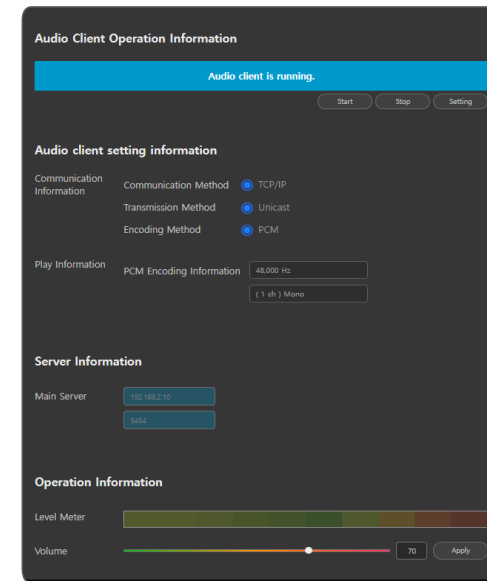 Audio Client Operation Information
Audio client is running.
Start Stop Setting
Audio client setting information
Communication Information
Communication Method TCP/IP
Transmission Method Unicast
Encoding Method PCM
Play Information
PCM Encoding Information 48,000 Hz
( 1 ch ) Mono
Server Information
Main Server 192.168.2.10
5454
Operation Information
Level Meter
Volume 70 Apply